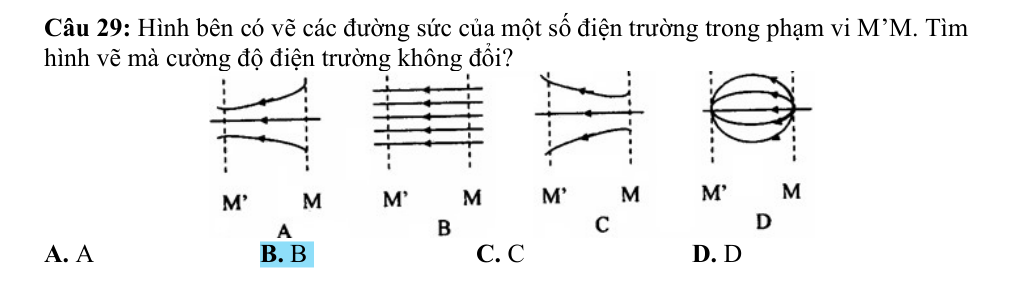 Câu 29: Hình bên có vẽ các đường sức của một số điện trường trong phạm vi M’M. Tìm
hình vẽ mà cường độ điện trường không đổi?
M’ M M’ M M’ M M’ M
A B C D
A. A B. B C. C D. D